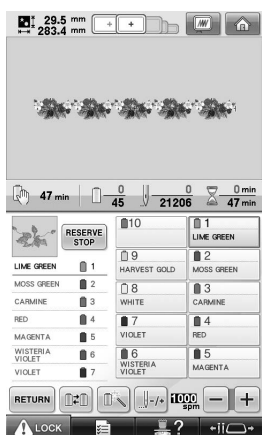 29.5 mm
283.4 mm
47 min 0 45 0 21206 0 min 47 min
RESERVE STOP
LIME GREEN 1
MOSS GREEN 2
CARMINE 3
RED 4
MAGENTA 5
WISTERIA VIOLET 6
VIOLET 7
10
1 LIME GREEN
9 HARVEST GOLD
2 MOSS GREEN
8 WHITE
3 CARMINE
7 VIOLET
4 RED
6 WISTERIA VIOLET
5 MAGENTA
RETURN -/+ 1000 spm - +
LOCK ?